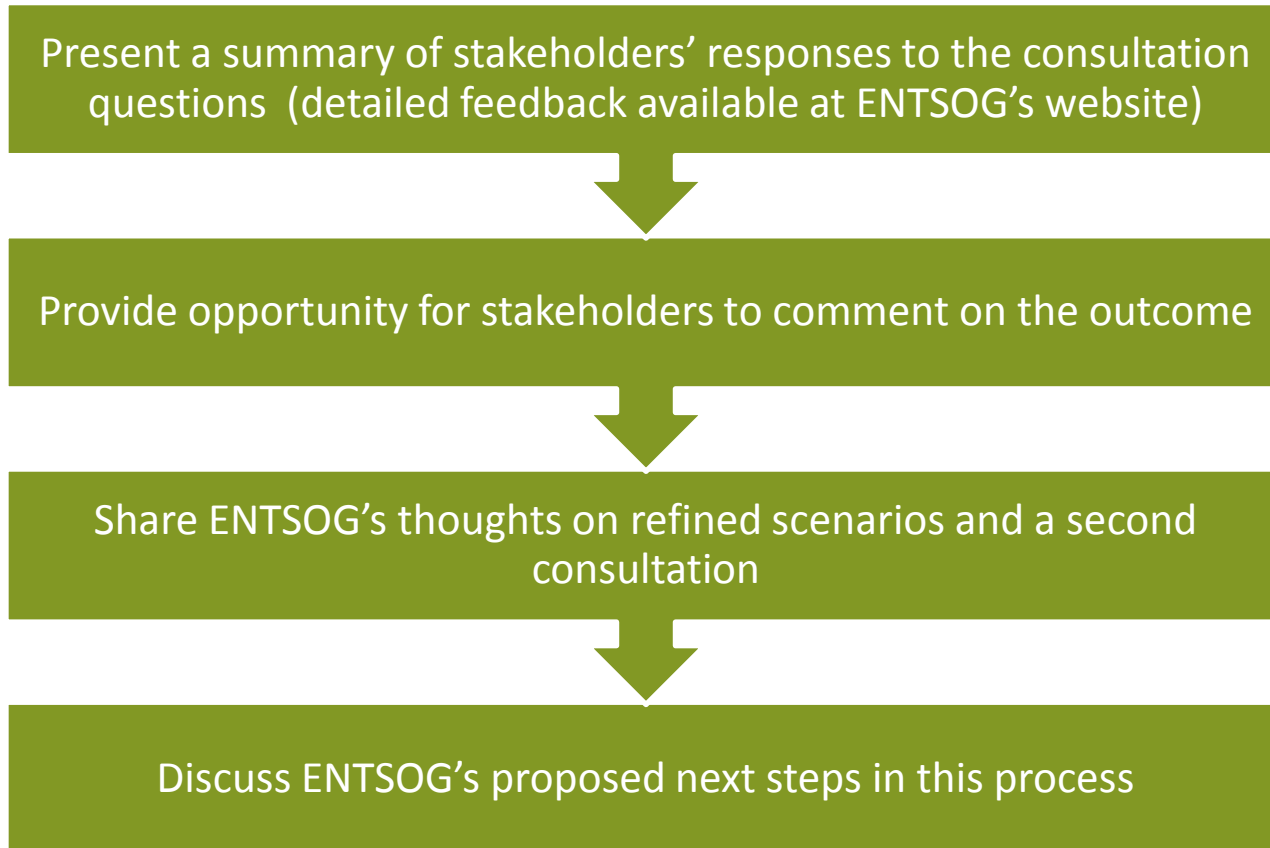 Present a summary of stakeholders’ responses to the consultation
questions  (detailed feedback available at ENTSOG’s website)
Provide opportunity for stakeholders to comment on the outcome
Share ENTSOG’s thoughts on refined scenarios and a second
consultation
Discuss ENTSOG’s proposed next steps in this process